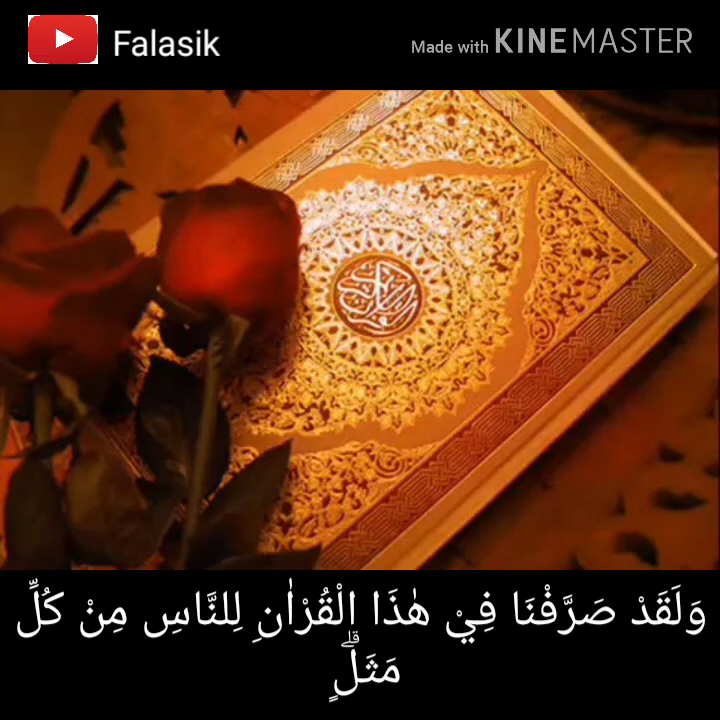 Falasik
Made with KINEMASTER
وَلَقَدْ صَرَّفْنَا فِيْ هٰذَا الْقُرْاٰنِ لِلنَّاسِ مِنْ كُلِّ
مَثَلٍۗ